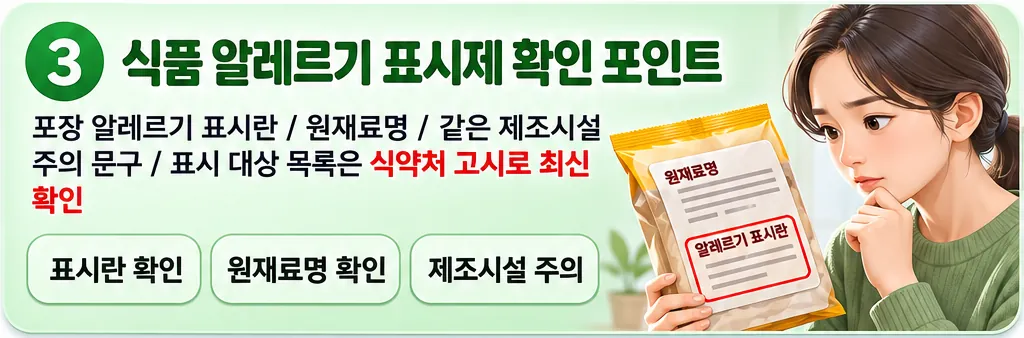 3 식품 알레르기 표시제 확인 포인트
포장 알레르기 표시란 / 원재료명 / 같은 제조시설
주의 문구 / 표시 대상 목록은 식약처 고시로 최신
확인
표시란 확인
원재료명 확인
제조시설 주의
원재료명
알레르기 표시란